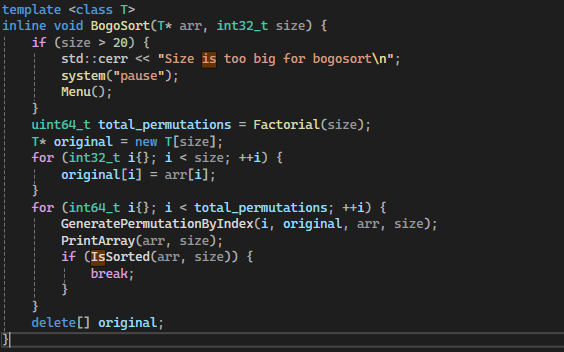 template <class T>
inline void BogoSort(T* arr, int32_t size) {
    if (size > 20) {
        std::cerr << "Size is too big for bogosort\n";
        system("pause");
        Menu();
    }
    uint64_t total_permutations = Factorial(size);
    T* original = new T[size];
    for (int32_t i{}; i < size; ++i) {
        original[i] = arr[i];
    }
    for (int64_t i{}; i < total_permutations; ++i) {
        GeneratePermutationByIndex(i, original, arr, size);
        PrintArray(arr, size);
        if (IsSorted(arr, size)) {
            break;
        }
    }
    delete[] original;
}